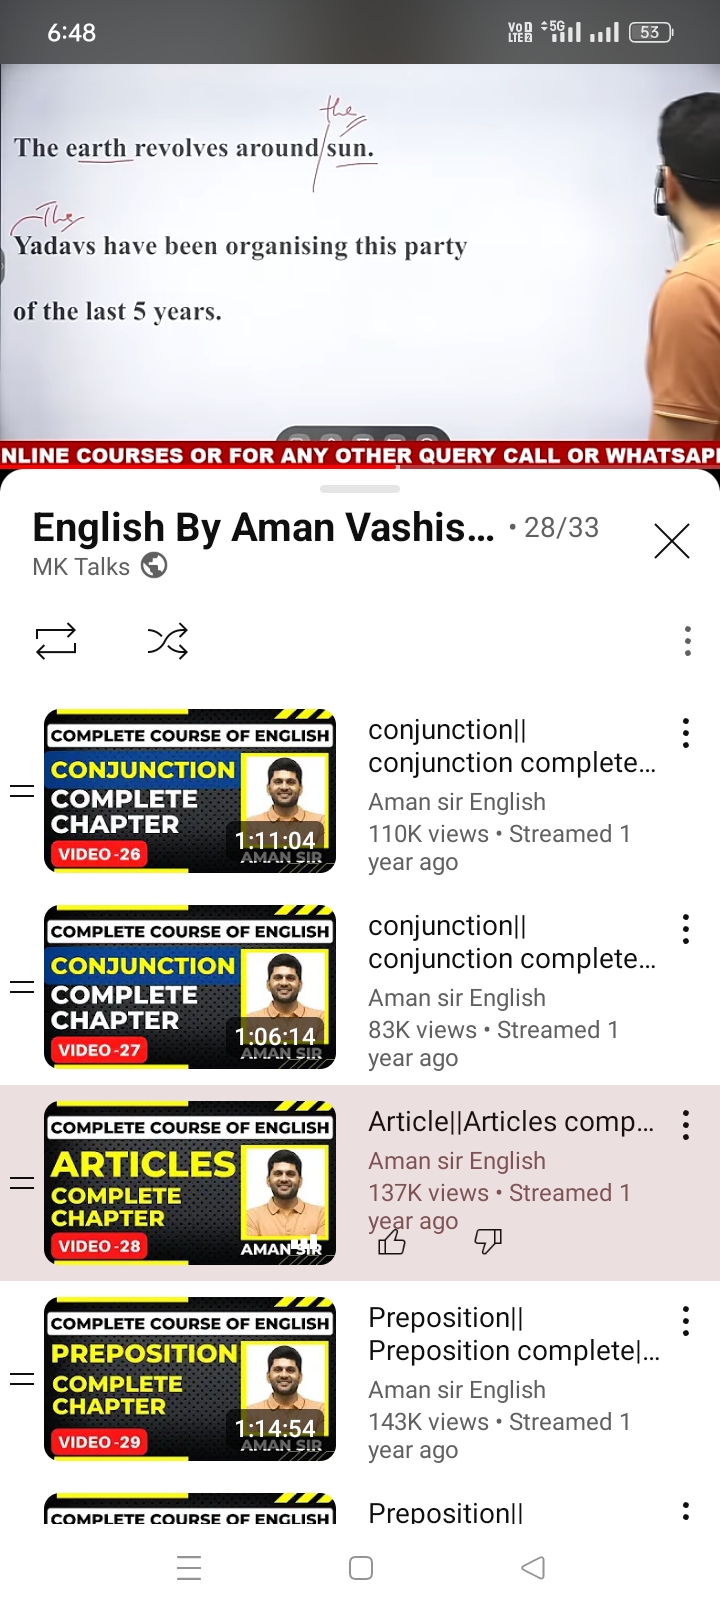 6:48
Vo 1 LTE 2 5G 53
the
The earth revolves around/sun.
The
Yadavs have been organising this party
of the last 5 years.
NLINE COURSES OR FOR ANY OTHER QUERY CALL OR WHATSAPP
English By Aman Vashis... • 28/33
MK Talks
COMPLETE COURSE OF ENGLISH
CONJUNCTION
COMPLETE
CHAPTER
VIDEO -26
1:11:04
AMAN SIR
conjunction||
conjunction complete...
Aman sir English
110K views • Streamed 1
year ago
COMPLETE COURSE OF ENGLISH
CONJUNCTION
COMPLETE
CHAPTER
VIDEO -27
1:06:14
AMAN SIR
conjunction||
conjunction complete...
Aman sir English
83K views • Streamed 1
year ago
COMPLETE COURSE OF ENGLISH
ARTICLES
COMPLETE
CHAPTER
VIDEO -28
AMAN SIR
Article||Articles comp...
Aman sir English
137K views • Streamed 1
year ago
COMPLETE COURSE OF ENGLISH
PREPOSITION
COMPLETE
CHAPTER
VIDEO -29
1:14:54
AMAN SIR
Preposition||
Preposition complete|...
Aman sir English
143K views • Streamed 1
year ago
COMPLETE COURSE OF ENGLISH
Preposition||